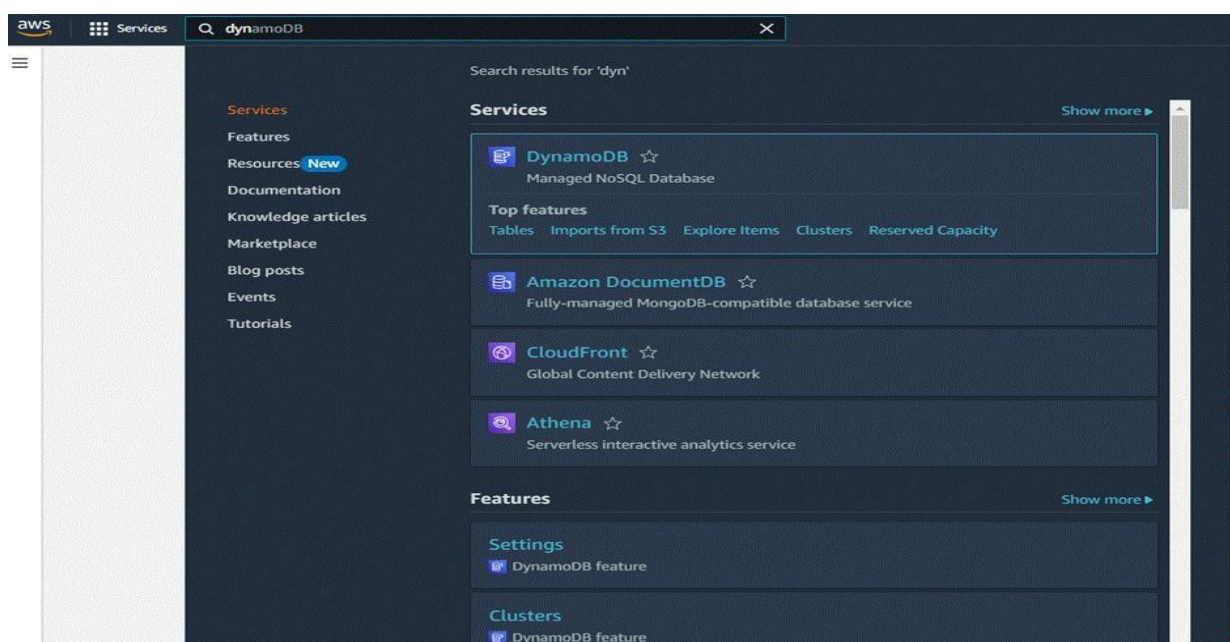 aws Services dynamoDB
Search results for 'dyn'
Services
Features
Resources New
Documentation
Knowledge articles
Marketplace
Blog posts
Events
Tutorials
Services Show more
DynamoDB
Managed NoSQL Database
Top features
Tables Imports from S3 Explore Items Clusters Reserved Capacity
Amazon DocumentDB
Fully-managed MongoDB-compatible database service
CloudFront
Global Content Delivery Network
Athena
Serverless interactive analytics service
Features Show more
Settings
DynamoDB feature
Clusters
DynamoDB feature